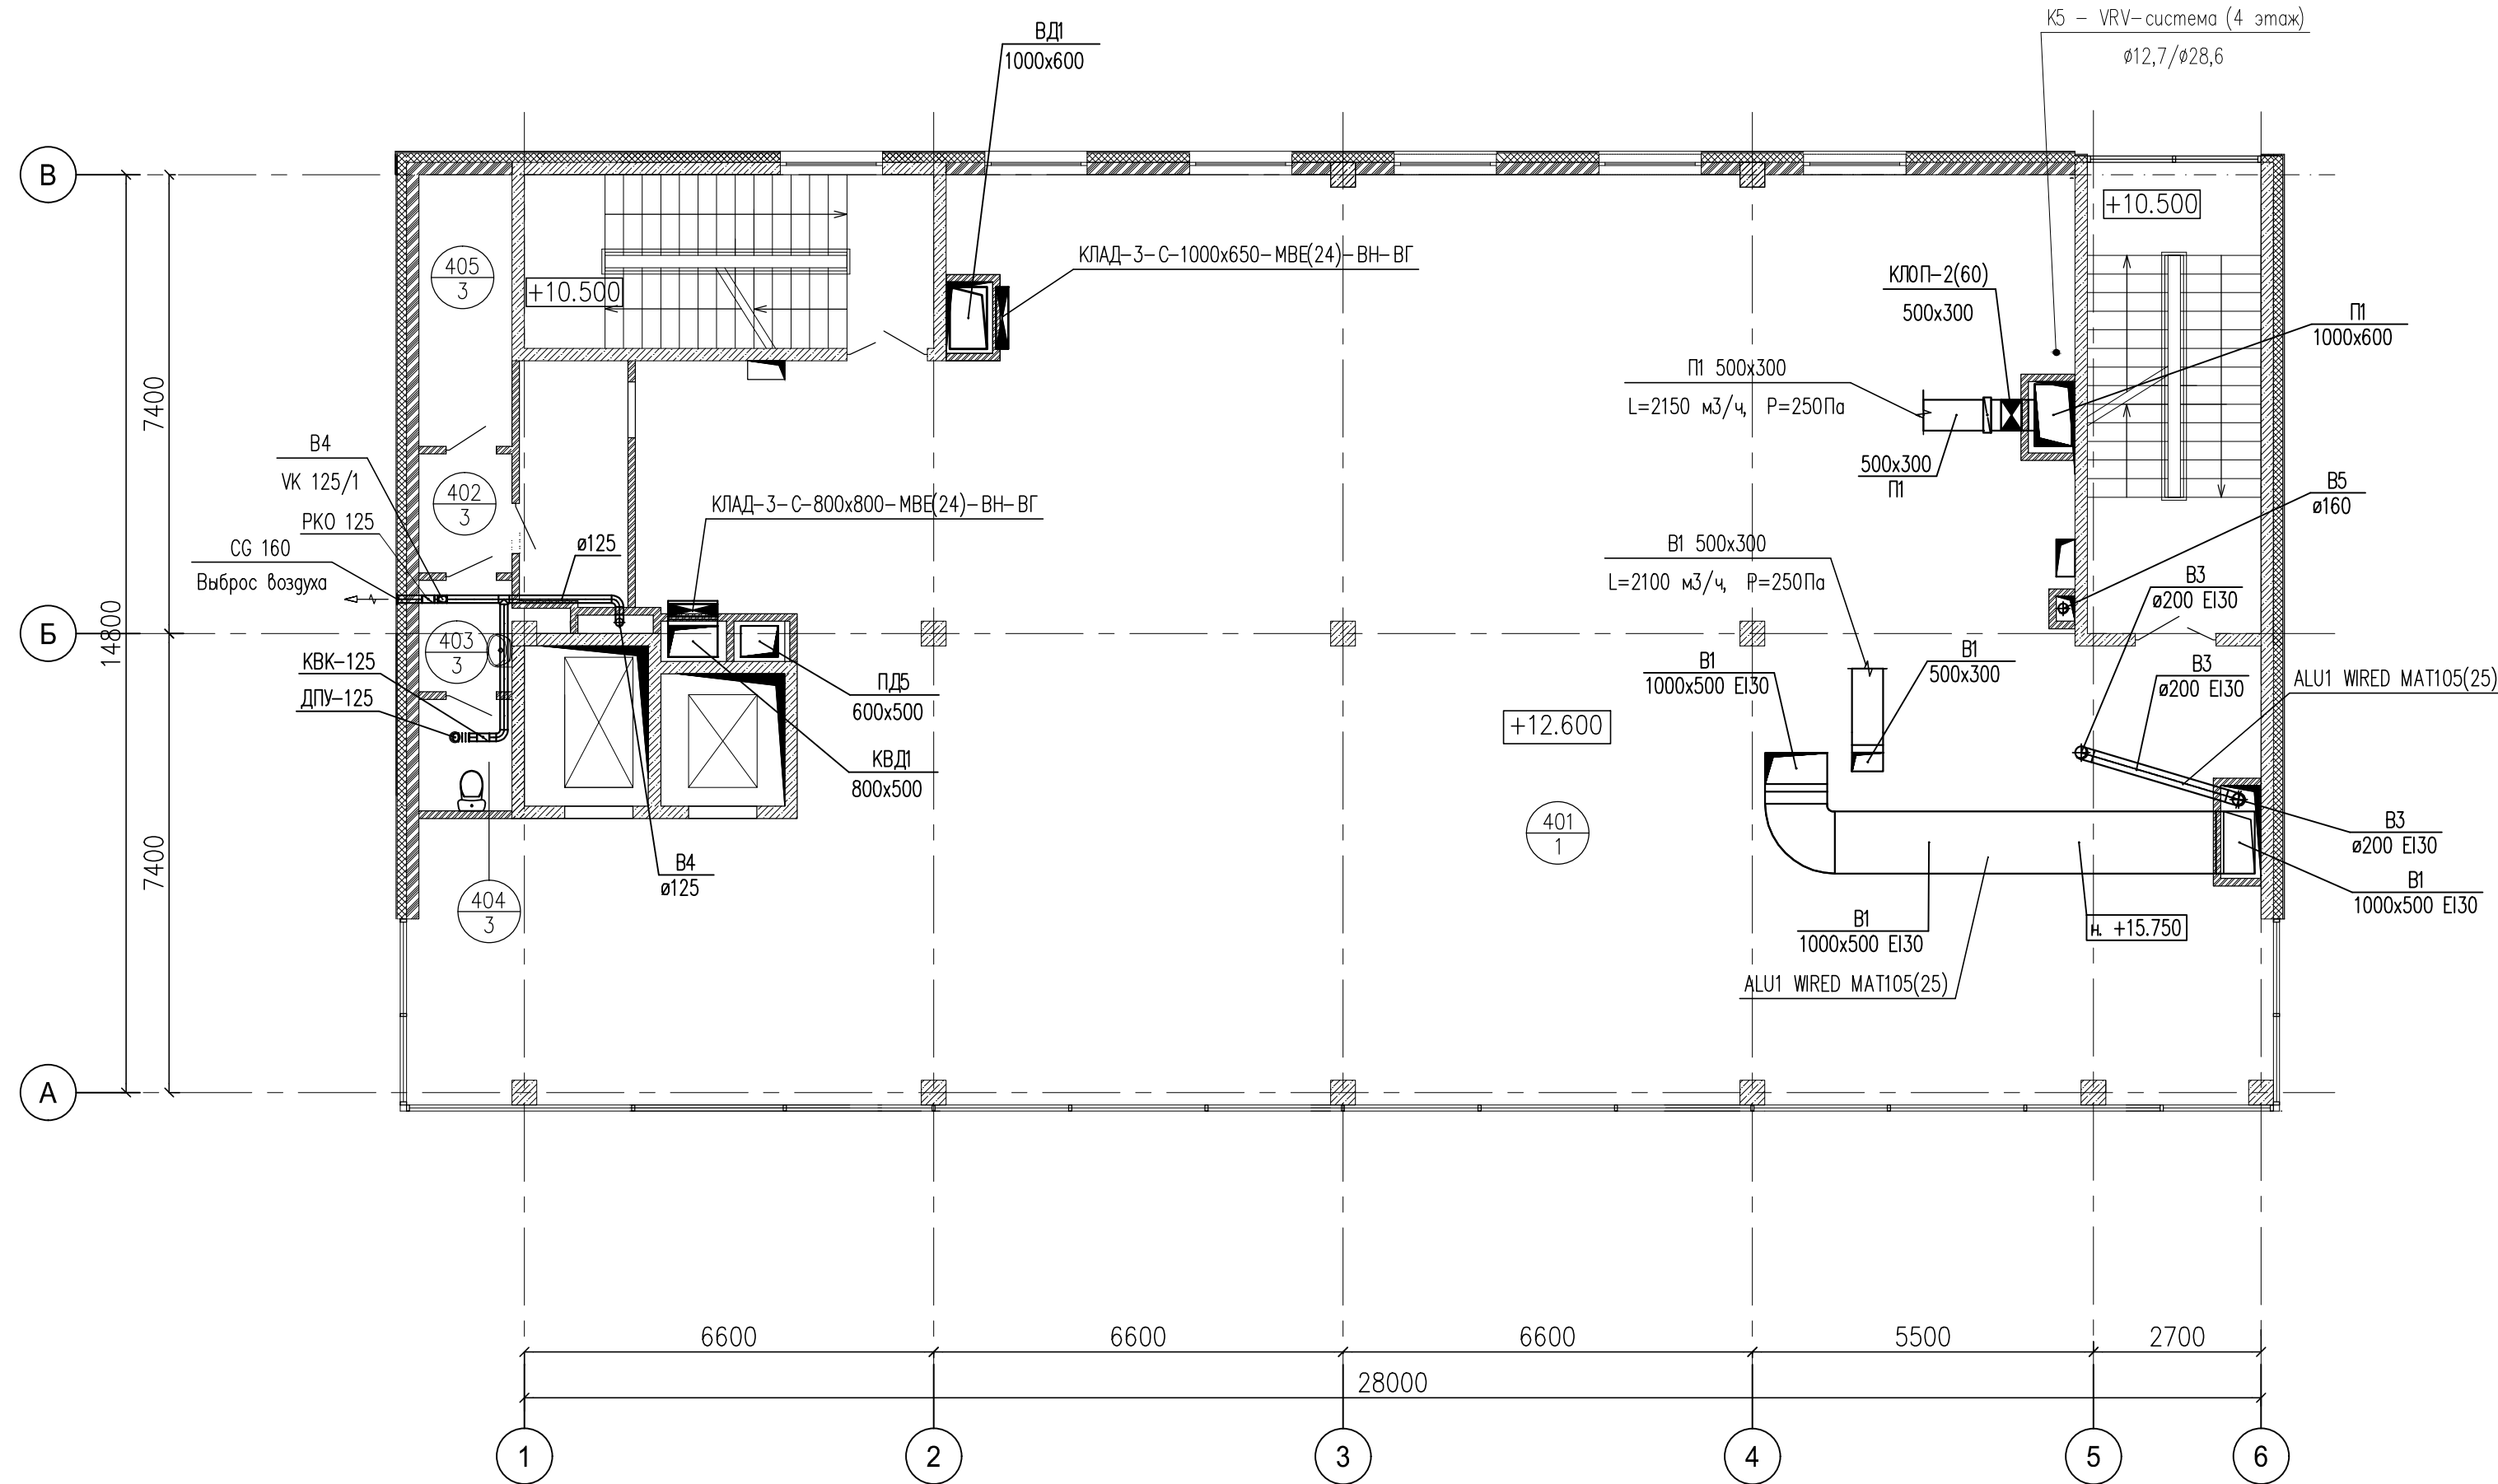 К5 - VRV-система (4 этаж)
ø12,7/ø28,6
ВД1
1000х600
В
+10.500
КЛАД-3-С-1000х650-МВЕ(24)-ВН-ВГ
405
3
+10.500
КЛОП-2(60)
500х300
П1
1000х600
П1 500х300
L=2150 м3/ч, Р=250Па
7400
В4
VK 125/1
402
3
500х300
П1
В5
ø160
КЛАД-3-С-800х800-МВЕ(24)-ВН-ВГ
РКО 125
CG 160
Выброс воздуха
ø125
В1 500х300
L=2100 м3/ч, Р=250Па
В3
ø200 EI30
14800
Б
403
3
КВК-125
ДПУ-125
В1
1000х500 EI30
В1
500х300
В3
ø200 EI30
ALU1 WIRED MAT105(25)
ПД5
600х500
+12.600
КВД1
800х500
401
1
В3
ø200 EI30
7400
В4
ø125
404
3
В1
1000х500 EI30
В1
1000х500 EI30
н. +15.750
ALU1 WIRED MAT105(25)
А
6600
6600
6600
5500
2700
28000
1
2
3
4
5
6